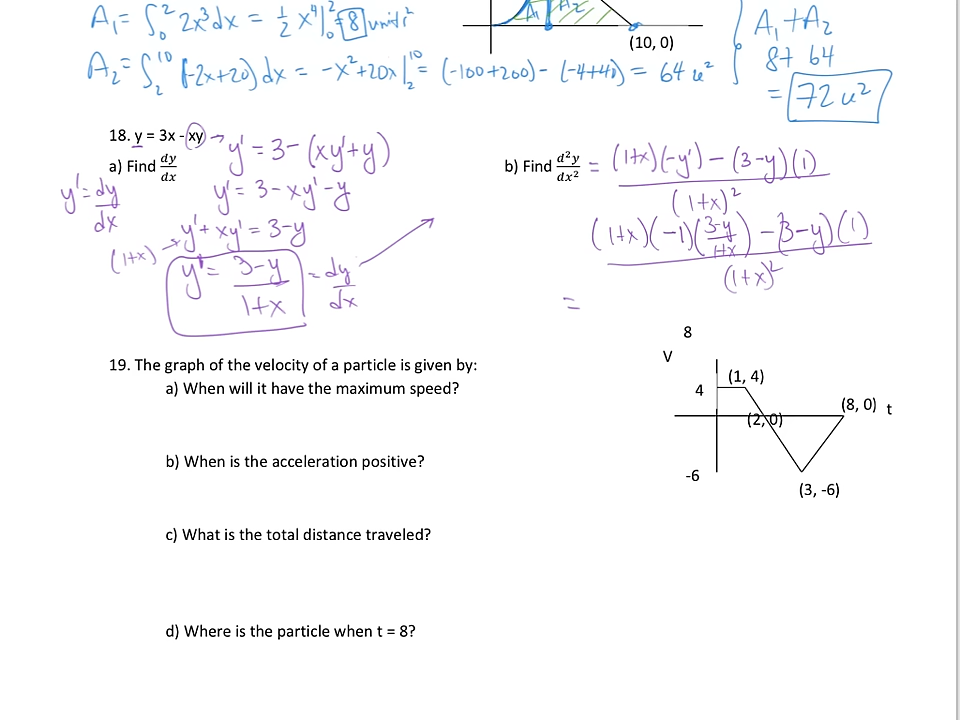 A₁ = ∫₀² 2x³dx = ½ x⁴|₀² = 8 units²
A₂ = ∫₂¹⁰ (-2x+20) dx = -x²+20x|₂¹⁰ = (-100+200) - (-4+40) = 64 u²
A₁ A₂
(10, 0)
A₁ + A₂
8 + 64
= 72 u²
18. y = 3x - xy → y' = 3 - (xy' + y)
a) Find dy/dx
y' = dy/dx
y' = 3 - xy' - y
y' + xy' = 3-y
(1+x)
y' = 3-y/1+x = dy/dx
b) Find d²y/dx² = (1+x)(-y') - (3-y)(1)/(1+x)²
(1+x)(-1)(3-y/1+x) - (3-y)(1)/(1+x)²
=
19. The graph of the velocity of a particle is given by:
a) When will it have the maximum speed?
b) When is the acceleration positive?
c) What is the total distance traveled?
d) Where is the particle when t = 8?
8
V
(1, 4)
4
(8, 0) t
(2, 0)
-6
(3, -6)